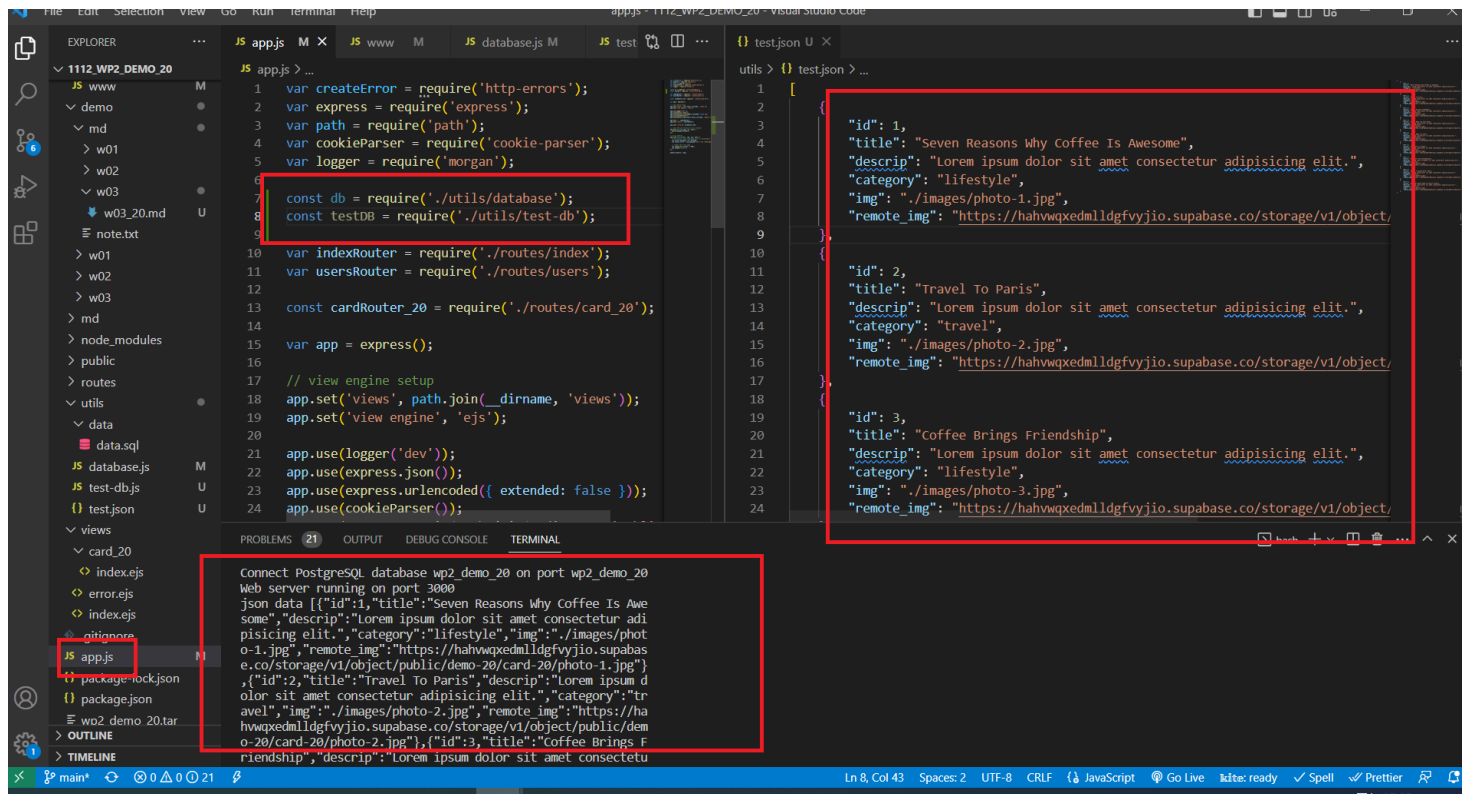 File Edit Selection View Go Run Terminal Help
app.js - 1112_WP2_DEMO_20 - Visual Studio Code
EXPLORER
1112_WP2_DEMO_20
JS www M
demo
md
w01
w02
w03
w03_20.md U
note.txt
w01
w02
w03
md
node_modules
public
routes
utils
data
data.sql
JS database.js M
JS test-db.js U
{} test.json U
views
card_20
<> index.ejs
<> error.ejs
<> index.ejs
.gitignore
JS app.js M
{} package-lock.json
{} package.json
wp2_demo_20.tar
OUTLINE
TIMELINE
6
1
JS app.js M × JS www M JS database.js M JS test
JS app.js > ...
1 var createError = require('http-errors');
2 var express = require('express');
3 var path = require('path');
4 var cookieParser = require('cookie-parser');
5 var logger = require('morgan');
6
7 const db = require('./utils/database');
8 const testDB = require('./utils/test-db');
9
10 var indexRouter = require('./routes/index');
11 var usersRouter = require('./routes/users');
12
13 const cardRouter_20 = require('./routes/card_20');
14
15 var app = express();
16
17 // view engine setup
18 app.set('views', path.join(__dirname, 'views'));
19 app.set('view engine', 'ejs');
20
21 app.use(logger('dev'));
22 app.use(express.json());
23 app.use(express.urlencoded({ extended: false }));
24 app.use(cookieParser());
{} test.json U ×
utils > {} test.json > ...
1 [
2 {
3 "id": 1,
4 "title": "Seven Reasons Why Coffee Is Awesome",
5 "descrip": "Lorem ipsum dolor sit amet consectetur adipisicing elit.",
6 "category": "lifestyle",
7 "img": "./images/photo-1.jpg",
8 "remote_img": "https://hahvwqxedmlldgfvyjio.supabase.co/storage/v1/object/
9 },
10 {
11 "id": 2,
12 "title": "Travel To Paris",
13 "descrip": "Lorem ipsum dolor sit amet consectetur adipisicing elit.",
14 "category": "travel",
15 "img": "./images/photo-2.jpg",
16 "remote_img": "https://hahvwqxedmlldgfvyjio.supabase.co/storage/v1/object/
17 },
18 {
19 "id": 3,
20 "title": "Coffee Brings Friendship",
21 "descrip": "Lorem ipsum dolor sit amet consectetur adipisicing elit.",
22 "category": "lifestyle",
23 "img": "./images/photo-3.jpg",
24 "remote_img": "https://hahvwqxedmlldgfvyjio.supabase.co/storage/v1/object/
PROBLEMS 21 OUTPUT DEBUG CONSOLE TERMINAL
bash
Connect PostgreSQL database wp2_demo_20 on port wp2_demo_20
Web server running on port 3000
json data [{"id":1,"title":"Seven Reasons Why Coffee Is Awe
some","descrip":"Lorem ipsum dolor sit amet consectetur adi
pisicing elit.","category":"lifestyle","img":"./images/phot
o-1.jpg","remote_img":"https://hahvwqxedmlldgfvyjio.supabas
e.co/storage/v1/object/public/demo-20/card-20/photo-1.jpg"}
,{"id":2,"title":"Travel To Paris","descrip":"Lorem ipsum d
olor sit amet consectetur adipisicing elit.","category":"tr
avel","img":"./images/photo-2.jpg","remote_img":"https://ha
hvwqxedmlldgfvyjio.supabase.co/storage/v1/object/public/dem
o-20/card-20/photo-2.jpg"},{"id":3,"title":"Coffee Brings F
riendship","descrip":"Lorem ipsum dolor sit amet consectetu
main* 0 0 21
Ln 8, Col 43 Spaces: 2 UTF-8 CRLF JavaScript Go Live kite: ready Spell Prettier